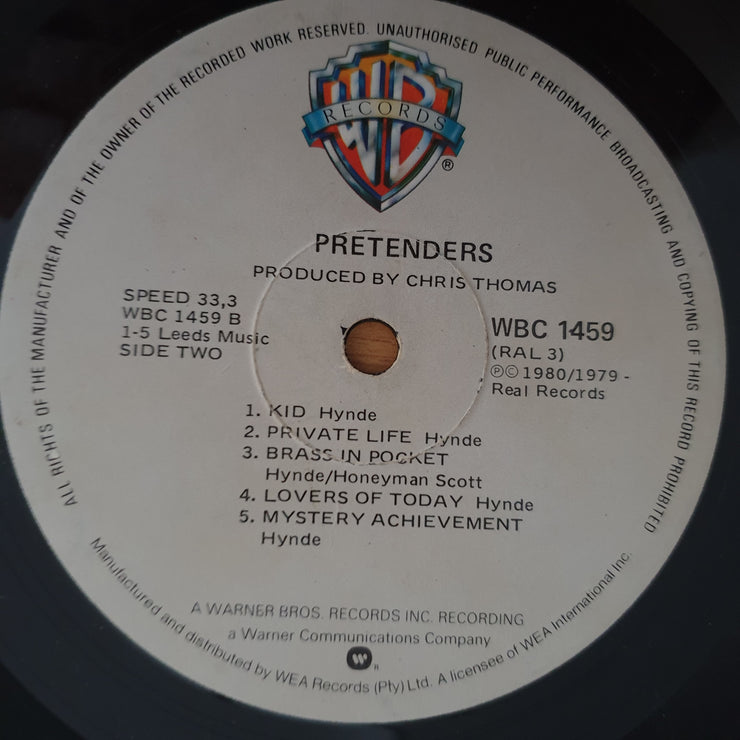 ALL RIGHTS OF THE MANUFACTURER AND OF THE OWNER OF THE RECORDED WORK RESERVED. UNAUTHORISED PUBLIC PERFORMANCE BROADCASTING AND COPYING OF THIS RECORD PROHIBITED
WB
RECORDS
®
PRETENDERS
PRODUCED BY CHRIS THOMAS
SPEED 33,3
WBC 1459 B
1-5 Leeds Music
SIDE TWO
WBC 1459
(RAL 3)
℗© 1980/1979 -
Real Records
1. KID Hynde
2. PRIVATE LIFE Hynde
3. BRASS IN POCKET
Hynde/Honeyman Scott
4. LOVERS OF TODAY Hynde
5. MYSTERY ACHIEVEMENT
Hynde
A WARNER BROS. RECORDS INC. RECORDING
a Warner Communications Company
W
R
Manufactured and distributed by WEA Records (Pty) Ltd. A licensee of WEA International Inc.